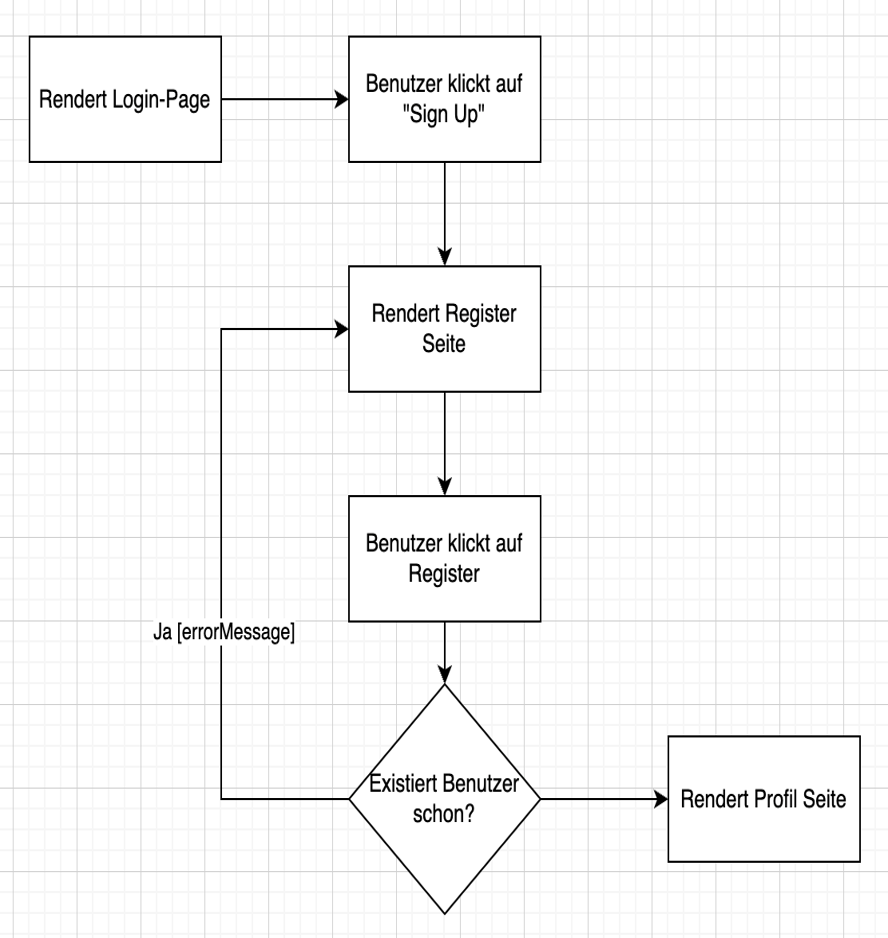 Rendert Login-Page
Benutzer klickt auf
"Sign Up"
Rendert Register
Seite
Benutzer klickt auf
Register
Ja [errorMessage]
Existiert Benutzer
schon?
Rendert Profil Seite